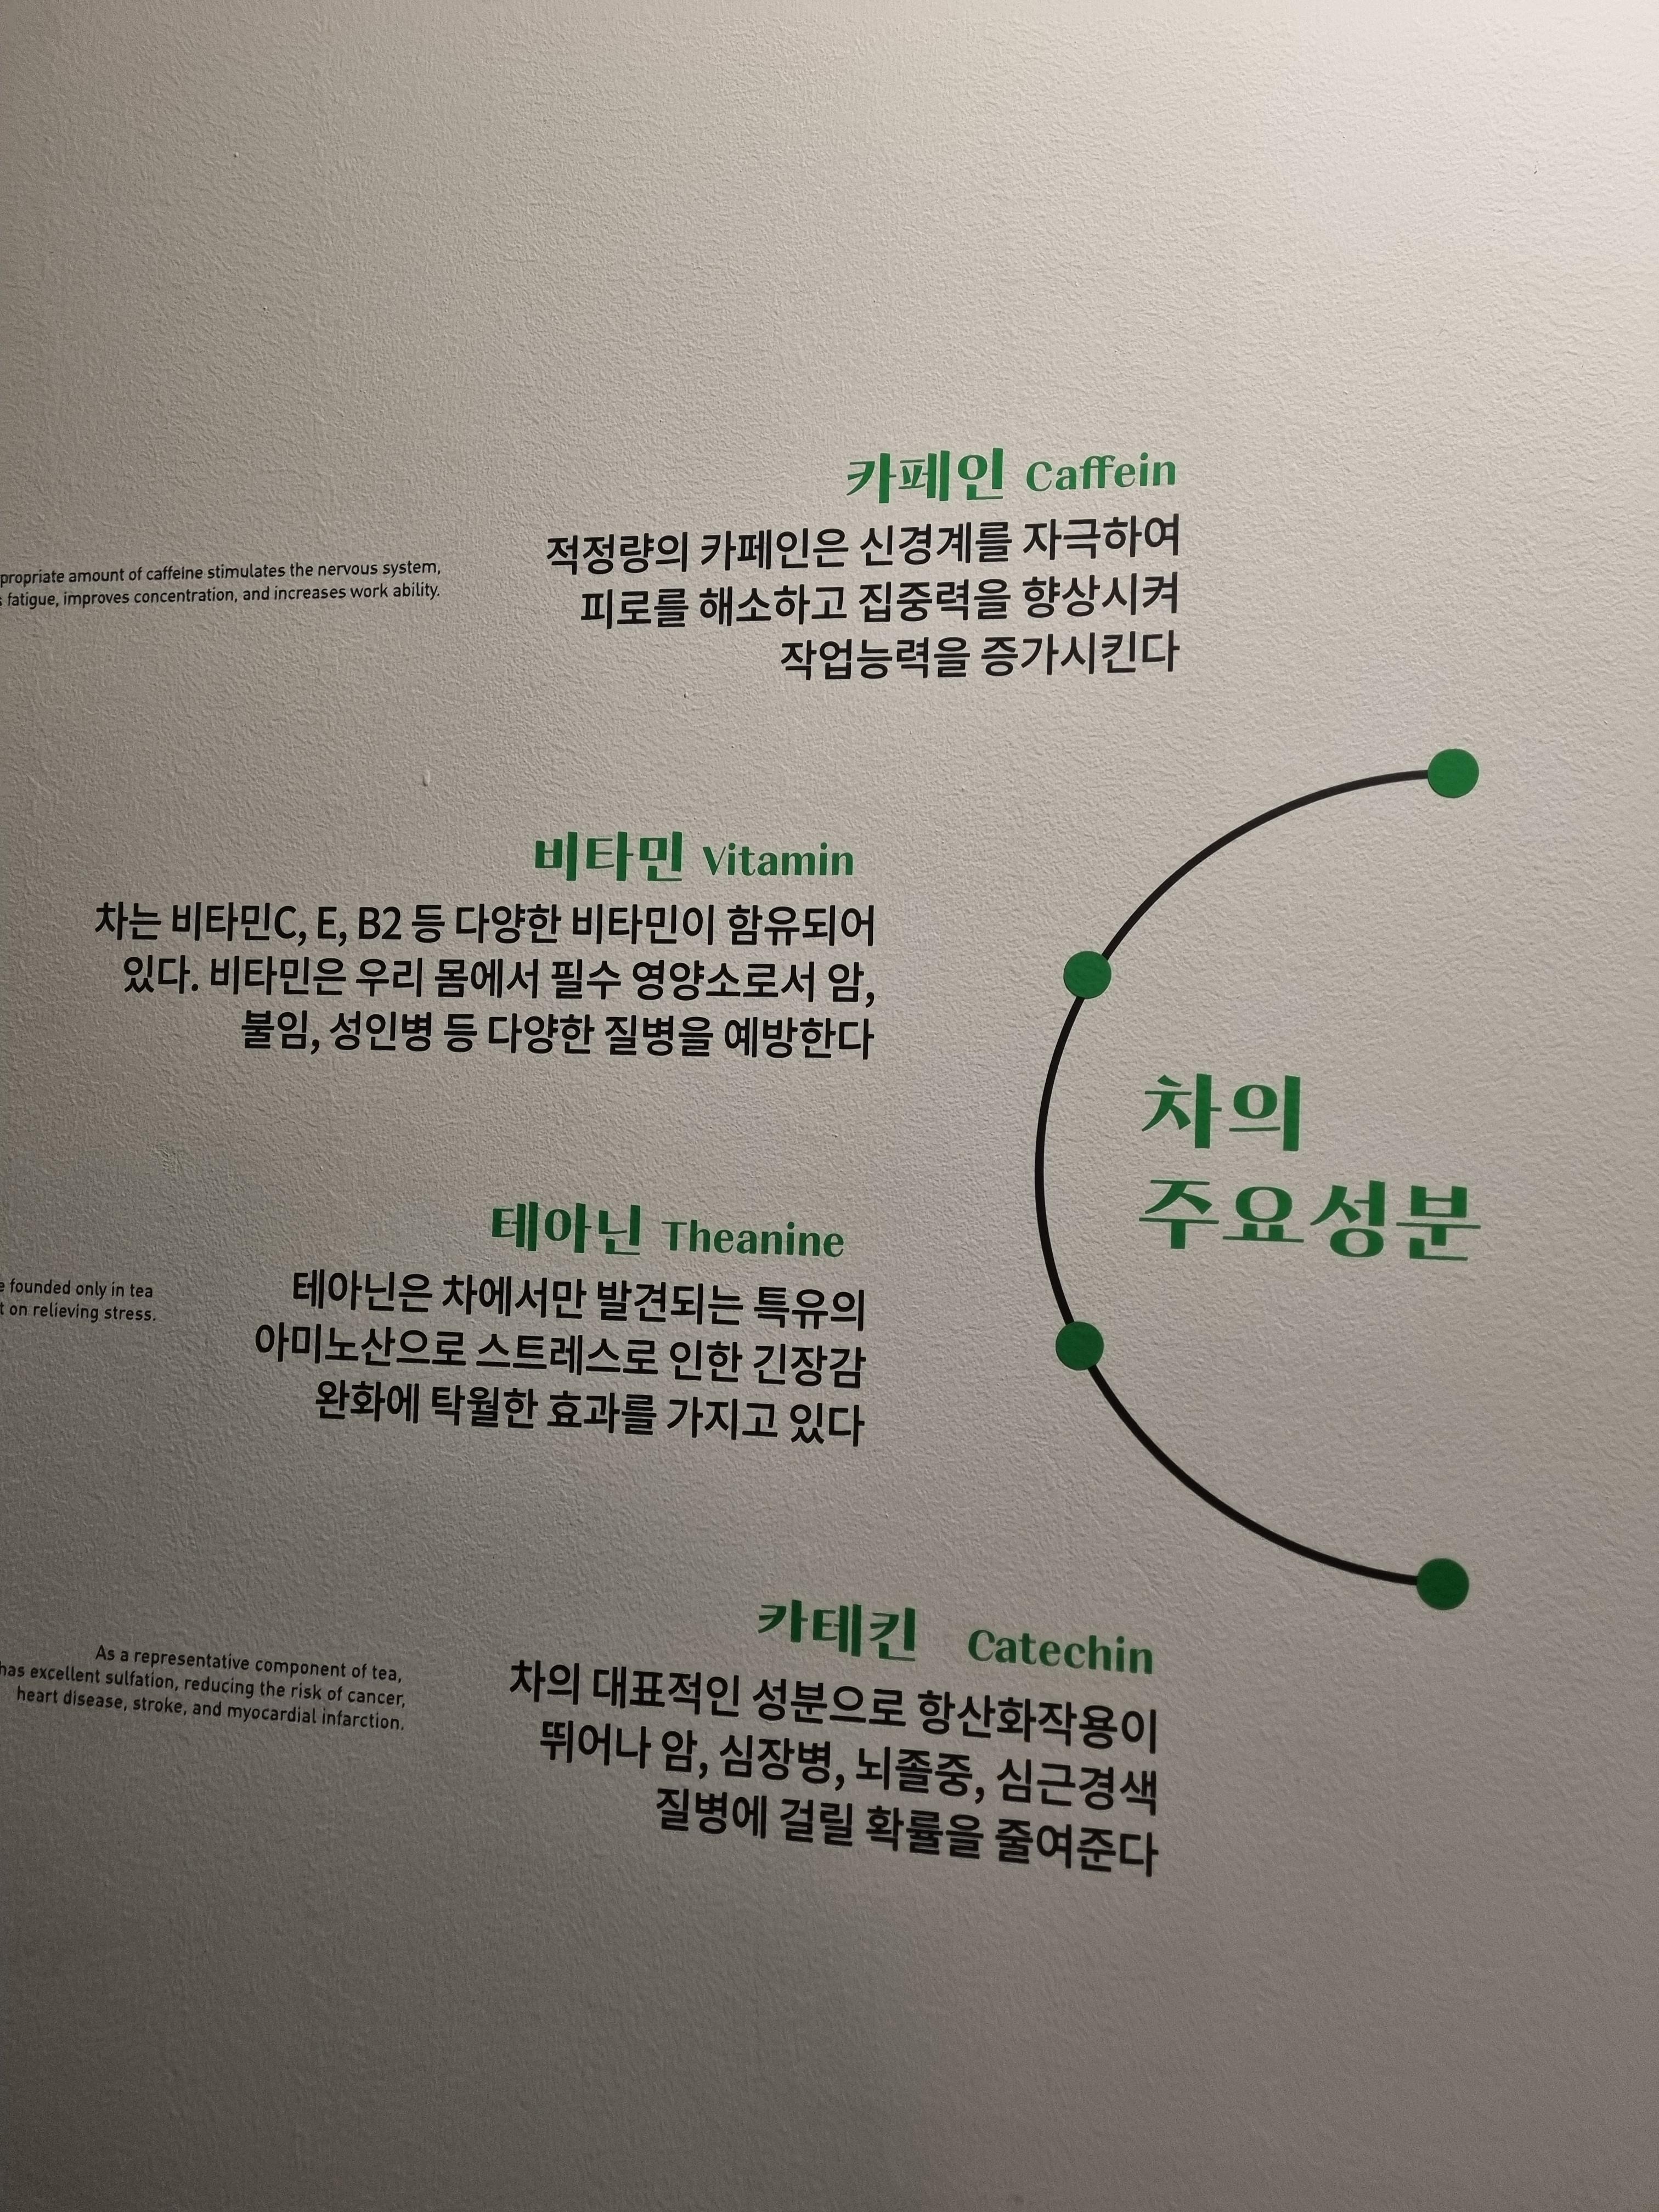 카페인 Caffein
적정량의 카페인은 신경계를 자극하여
피로를 해소하고 집중력을 향상시켜
작업능력을 증가시킨다
amount of caffeine stimulates the nervous system,
fatigue, improves concentration, and increases work ability.
비타민 Vitamin
차는 비타민C, E, B2 등 다양한 비타민이 함유되어
있다. 비타민은 우리 몸에서 필수 영양소로서 암,
불임, 성인병 등 다양한 질병을 예방한다
차의
주요성분
테아닌 Theanine
테아닌은 차에서만 발견되는 특유의
아미노산으로 스트레스로 인한 긴장감
완화에 탁월한 효과를 가지고 있다
founded only in tea
on relieving stress.
카테킨 Catechin
차의 대표적인 성분으로 항산화작용이
뛰어나 암, 심장병, 뇌졸중, 심근경색
질병에 걸릴 확률을 줄여준다
As a representative component of tea,
has excellent sulfation, reducing the risk of cancer,
heart disease, stroke, and myocardial infarction.